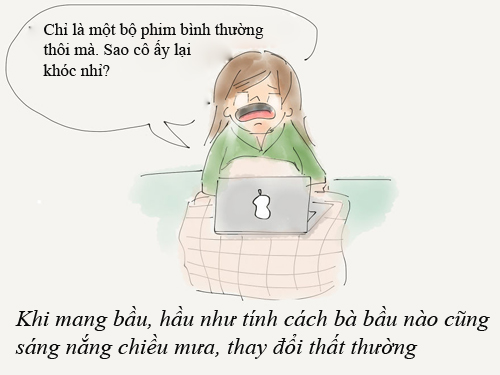 Chỉ là một bộ phim bình thường
thôi mà. Sao cô ấy lại
khóc nhỉ?
Khi mang bầu, hầu như tính cách bà bầu nào cũng
sáng nắng chiều mưa, thay đổi thất thường